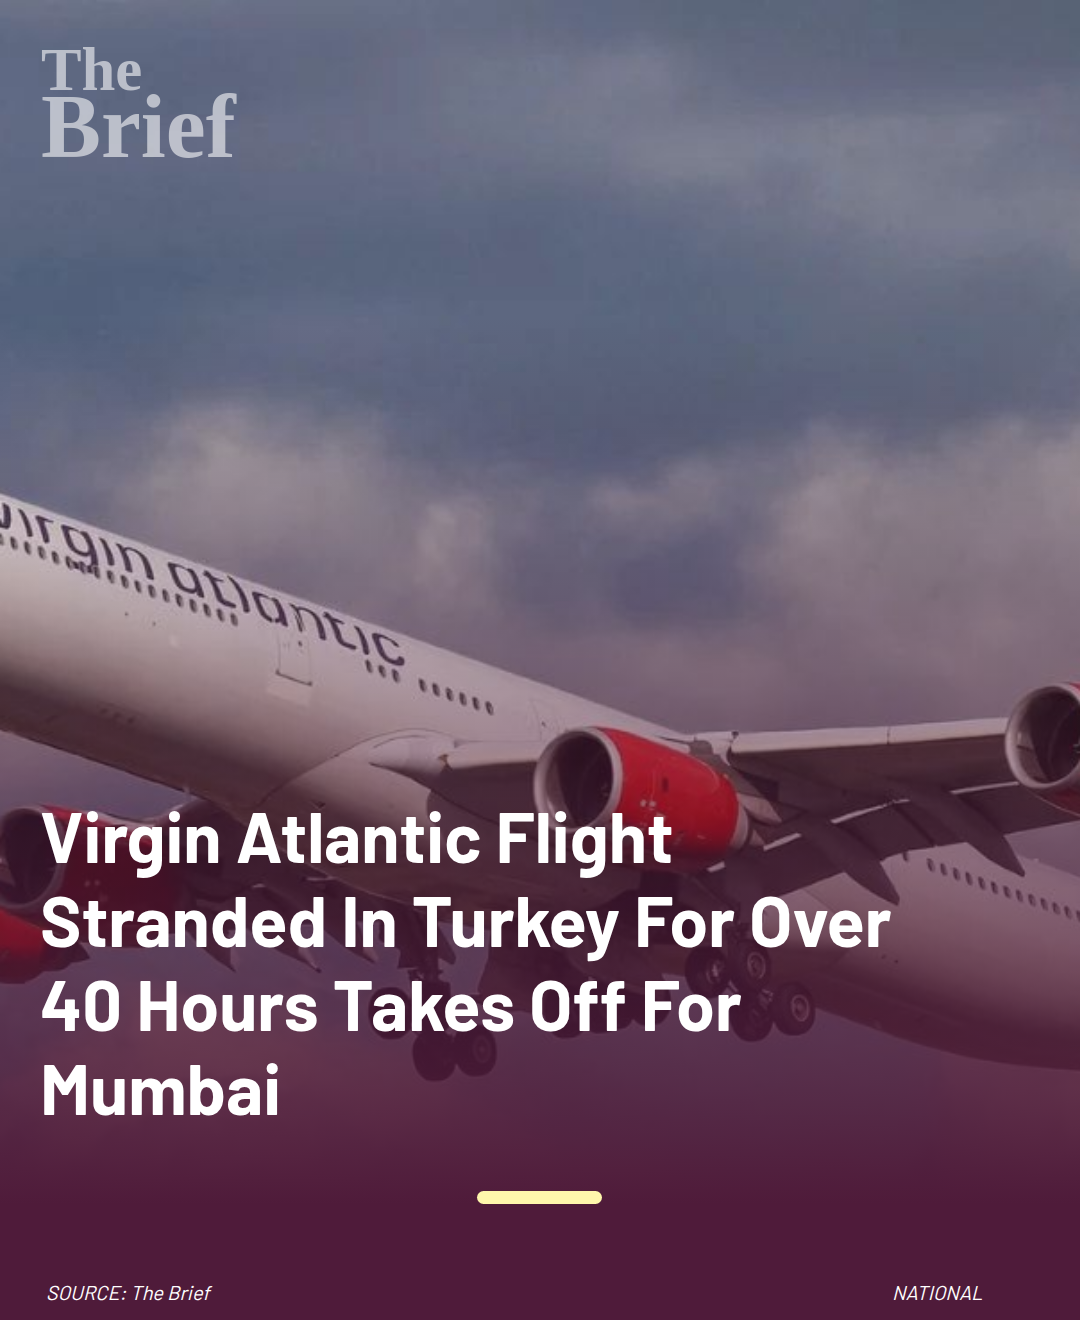 The
Brief
virgin atlantic
Virgin Atlantic Flight
Stranded In Turkey For Over
40 Hours Takes Off For
Mumbai
SOURCE: The Brief
NATIONAL